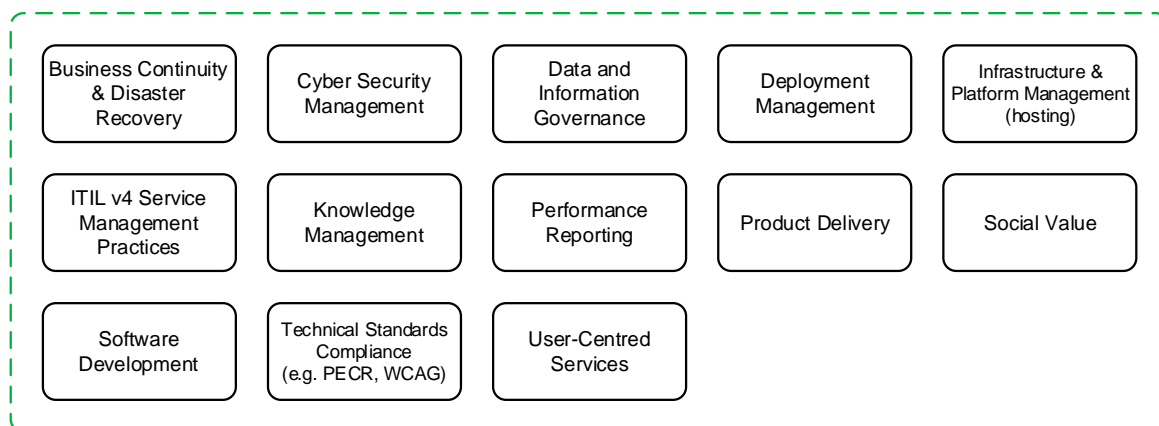 Business Continuity
& Disaster
Recovery
Cyber Security
Management
Data and
Information
Governance
Deployment
Management
Infrastructure &
Platform Management
(hosting)
ITIL v4 Service
Management
Practices
Knowledge
Management
Performance
Reporting
Product Delivery
Social Value
Software
Development
Technical Standards
Compliance
(e.g. PECR, WCAG)
User-Centred
Services